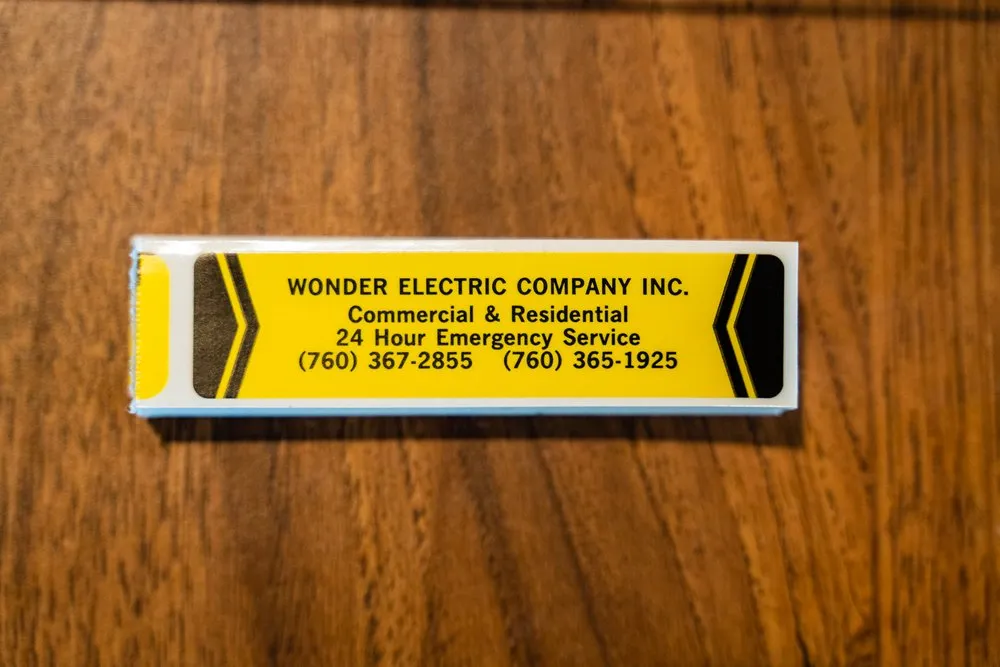 WONDER ELECTRIC COMPANY INC.
Commercial & Residential
24 Hour Emergency Service
(760) 367-2855 (760) 365-1925